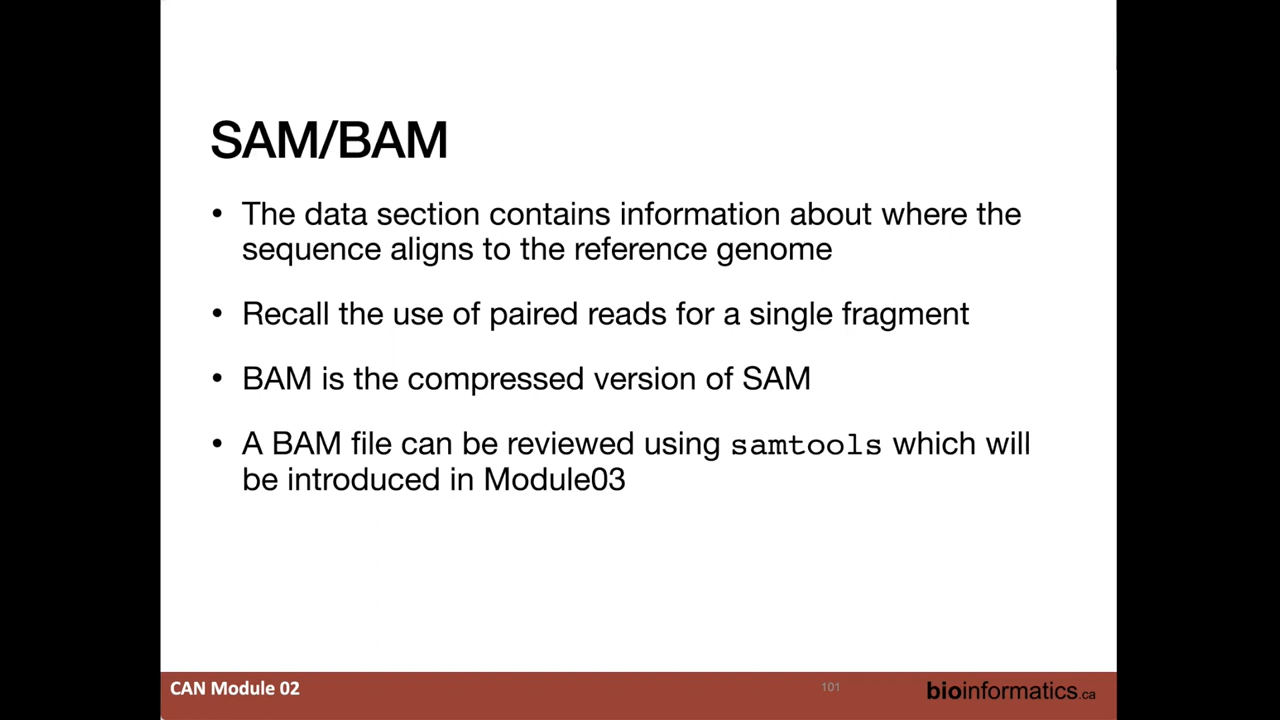 SAM/BAM
• The data section contains information about where the
sequence aligns to the reference genome
• Recall the use of paired reads for a single fragment
• BAM is the compressed version of SAM
• A BAM file can be reviewed using samtools which will
be introduced in Module03
CAN Module 02
101
bioinformatics.ca